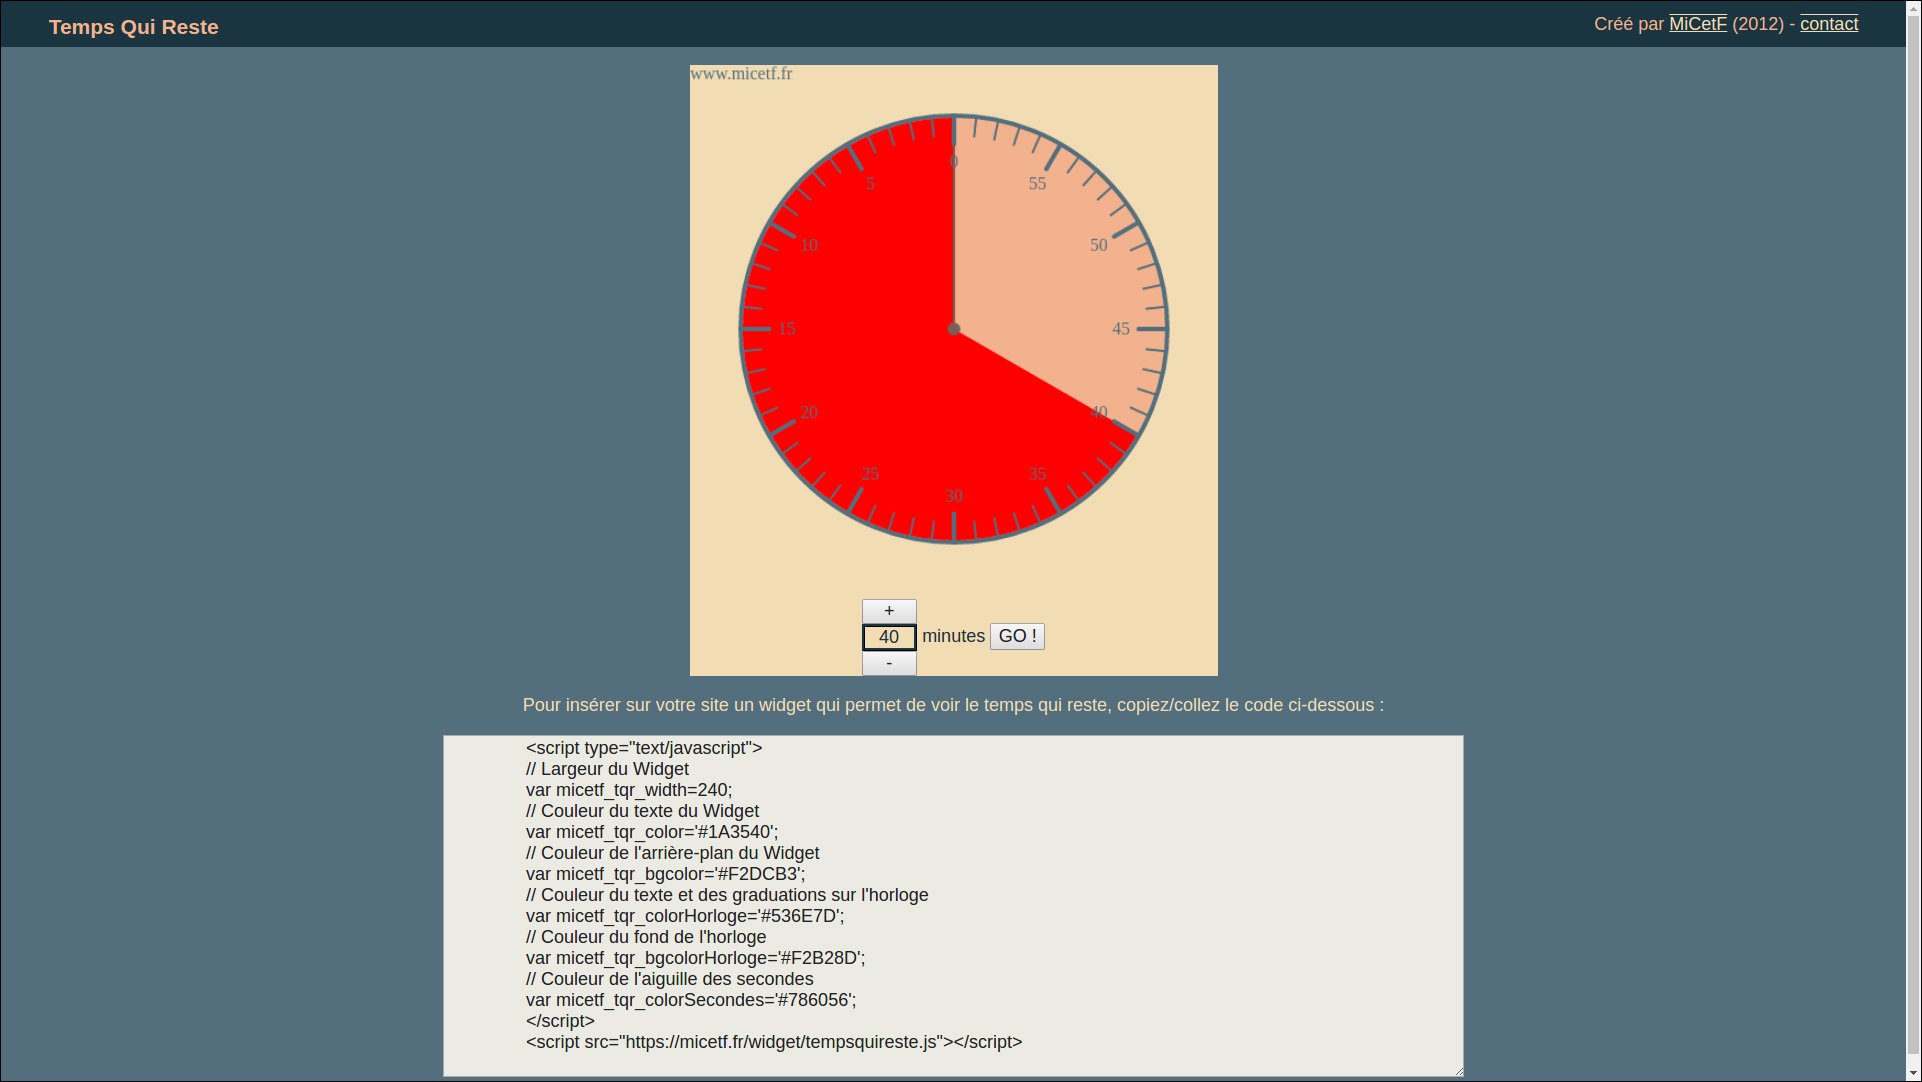 Temps Qui Reste
Créé par MiCetF (2012) - contact
www.micetf.fr
0
5
55
10
50
15
45
20
40
25
35
30
+
40 minutes GO !
-
Pour insérer sur votre site un widget qui permet de voir le temps qui reste, copiez/collez le code ci-dessous :
<script type="text/javascript">
// Largeur du Widget
var micetf_tqr_width=240;
// Couleur du texte du Widget
var micetf_tqr_color='#1A3540';
// Couleur de l'arrière-plan du Widget
var micetf_tqr_bgcolor='#F2DCB3';
// Couleur du texte et des graduations sur l'horloge
var micetf_tqr_colorHorloge='#536E7D';
// Couleur du fond de l'horloge
var micetf_tqr_bgcolorHorloge='#F2B28D';
// Couleur de l'aiguille des secondes
var micetf_tqr_colorSecondes='#786056';
</script>
<script src="https://micetf.fr/widget/tempsquireste.js"></script>